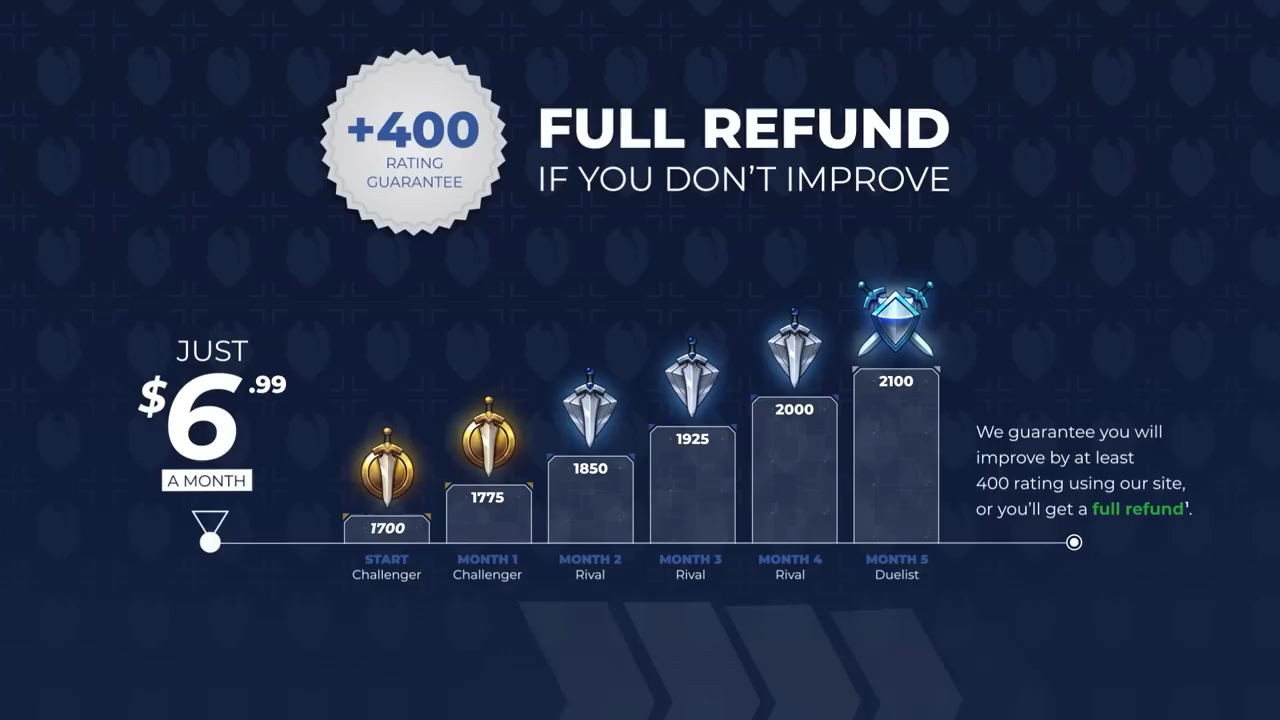 +400
RATING
GUARANTEE
FULL REFUND
IF YOU DON'T IMPROVE
JUST
$6.99
A MONTH
1700
1775
1850
1925
2000
2100
START
Challenger
MONTH 1
Challenger
MONTH 2
Rival
MONTH 3
Rival
MONTH 4
Rival
MONTH 5
Duelist
We guarantee you will
improve by at least
400 rating using our site,
or you'll get a full refund¹.